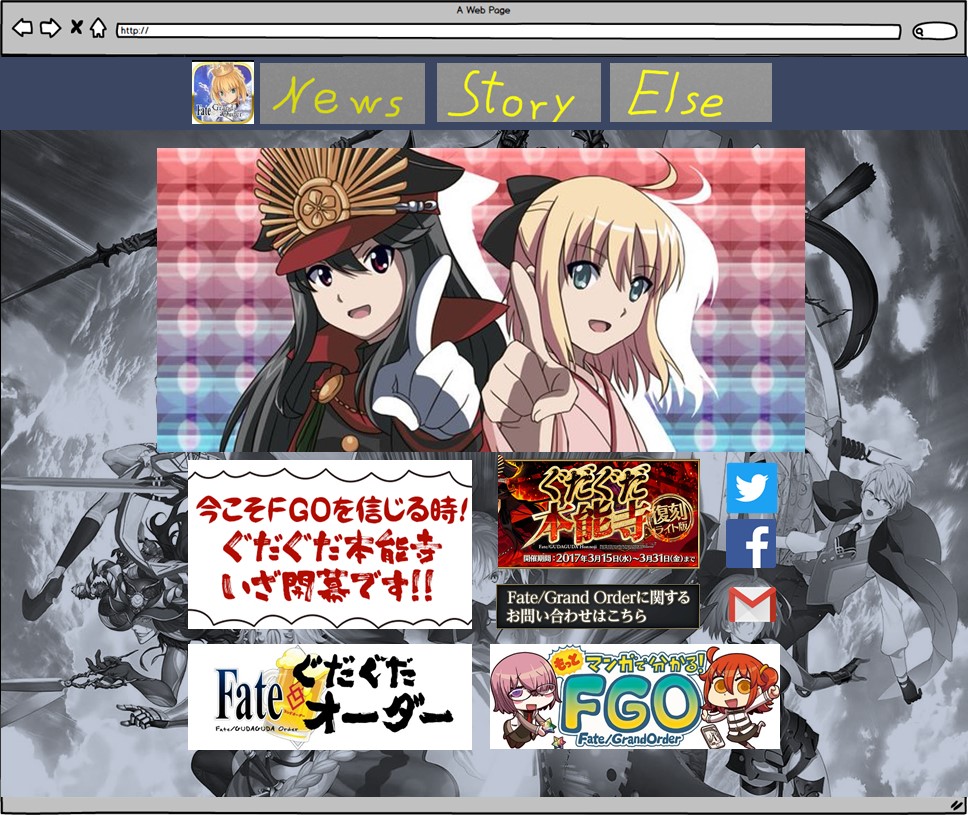 A Web Page
http://
Fate
News
Story
Else
今こそFGOを信じる時!
ぐだぐだ本能寺
いざ開幕です!!
ぐだぐだ
本能寺
復刻
ライト版
開催期間：2017年3月15日(水)～3月31日(金)まで
Fate/Grand Orderに関する
お問い合わせはこちら
Fate
ぐだぐだ
オーダー
Fate/GUDAGUDA Order
もっと
マンガで分かる!
FGO
Fate/GrandOrder